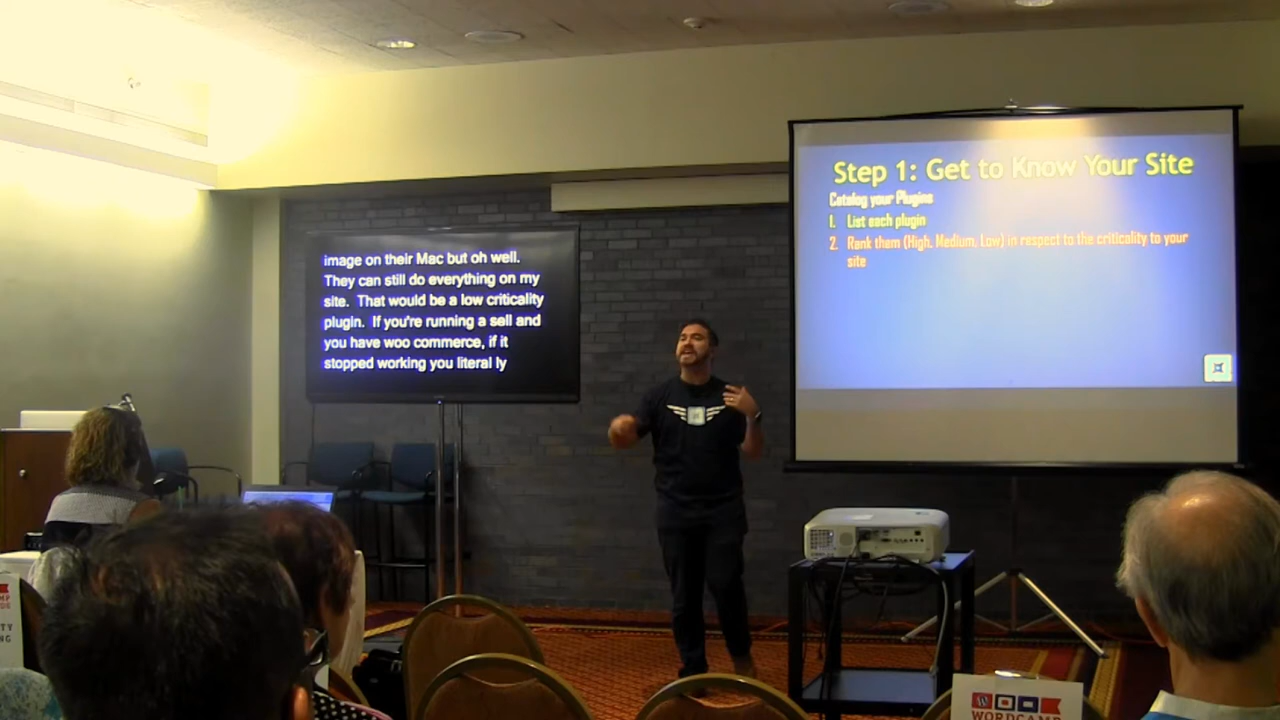 image on their Mac but oh well.
They can still do everything on my
site. That would be a low criticality
plugin. If you're running a sell and
you have woo commerce, if it
stopped working you literal ly
Step 1: Get to Know Your Site
Catalog your Plugins
1. List each plugin
2. Rank them (High, Medium, Low) in respect to the criticality to your
site
WORDCAMP